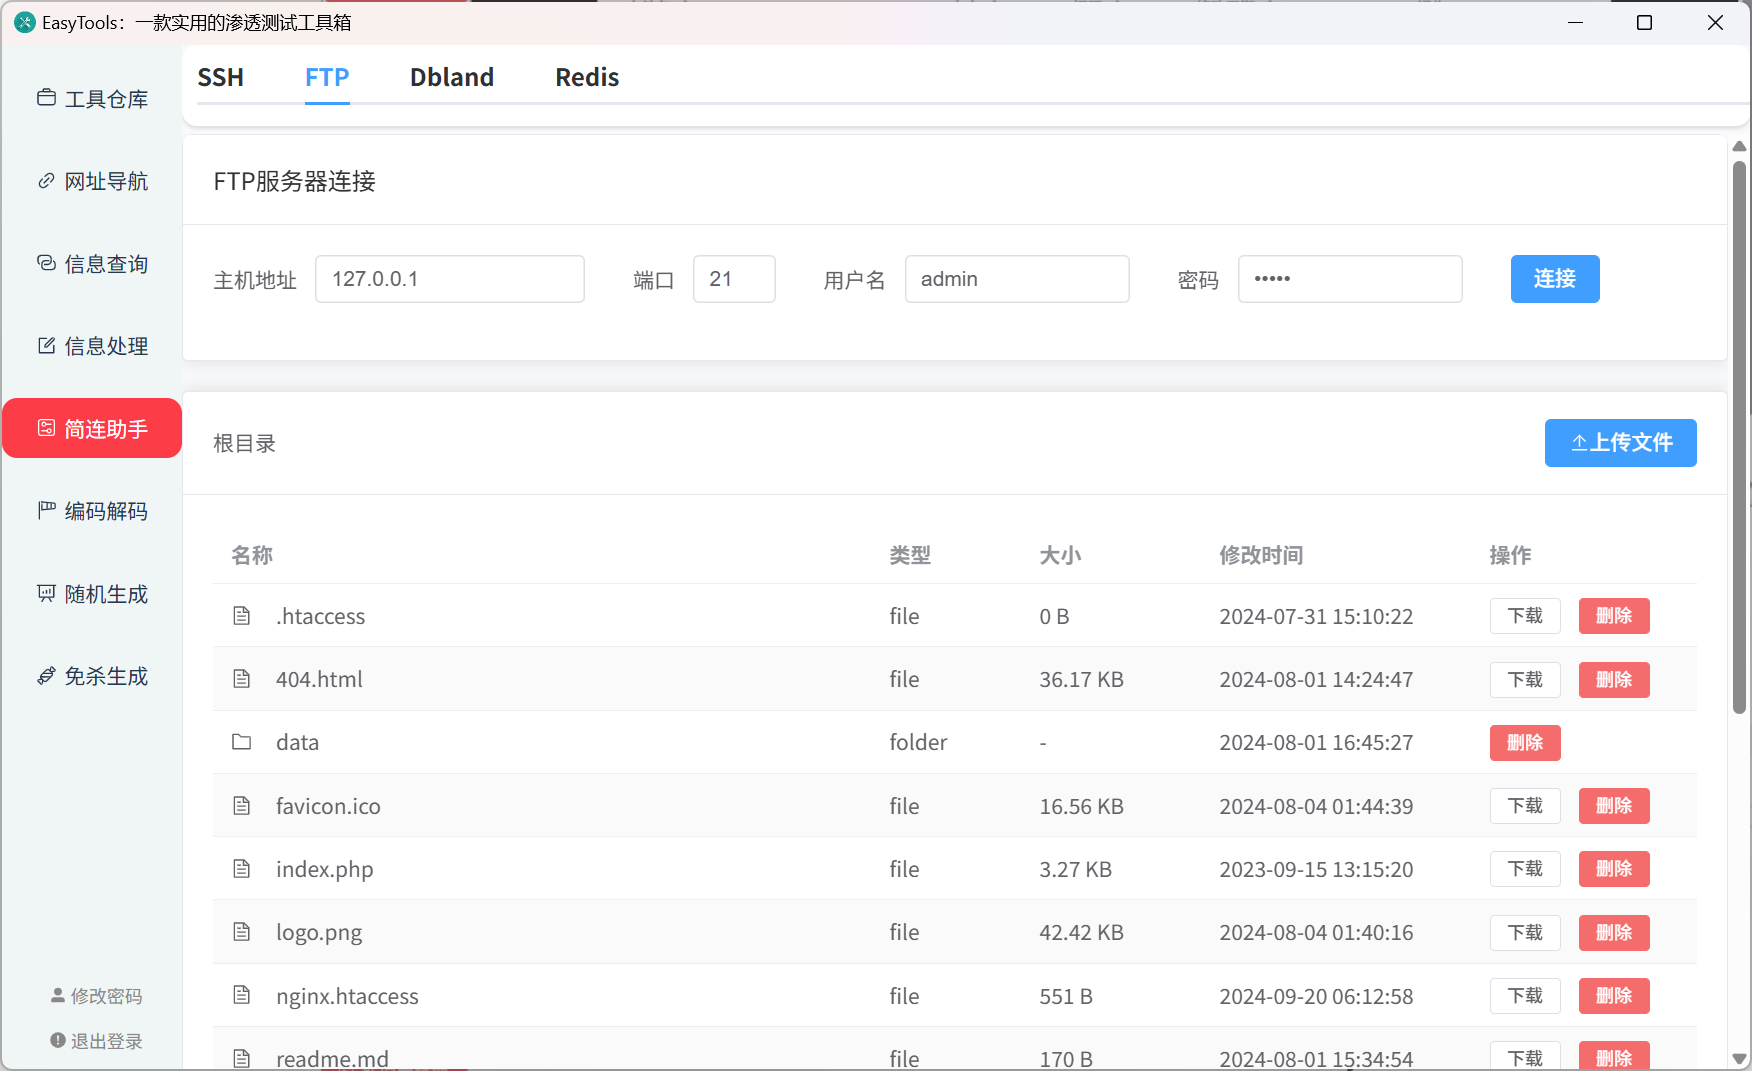 EasyTools：一款实用的渗透测试工具箱
SSH FTP Dbland Redis
工具仓库
网址导航
信息查询
信息处理
简连助手
编码解码
随机生成
免杀生成
修改密码
退出登录
FTP服务器连接
主机地址 127.0.0.1 端口 21 用户名 admin 密码 ••••• 连接
根目录 上传文件
名称 类型 大小 修改时间 操作
.htaccess file 0 B 2024-07-31 15:10:22 下载 删除
404.html file 36.17 KB 2024-08-01 14:24:47 下载 删除
data folder - 2024-08-01 16:45:27 删除
favicon.ico file 16.56 KB 2024-08-04 01:44:39 下载 删除
index.php file 3.27 KB 2023-09-15 13:15:20 下载 删除
logo.png file 42.42 KB 2024-08-04 01:40:16 下载 删除
nginx.htaccess file 551 B 2024-09-20 06:12:58 下载 删除
readme.md file 170 B 2024-08-01 15:34:54 下载 删除